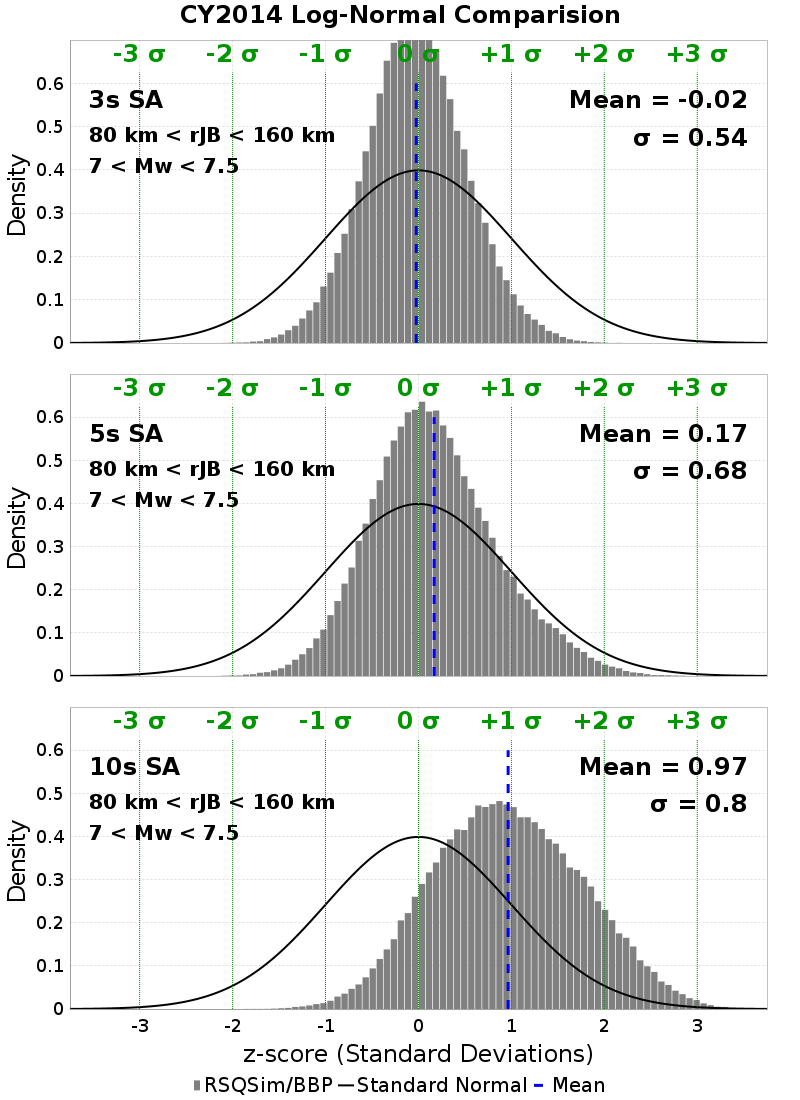 CY2014 Log-Normal Comparision
-3 σ -2 σ -1 σ 0 σ +1 σ +2 σ +3 σ
0.6
3s SA Mean = -0.02
0.5
80 km < rJB < 160 km σ = 0.54
7 < Mw < 7.5
0.4
Density
0.3
0.2
0.1
0
-3 σ -2 σ -1 σ 0 σ +1 σ +2 σ +3 σ
0.6
5s SA Mean = 0.17
0.5
80 km < rJB < 160 km σ = 0.68
7 < Mw < 7.5
0.4
Density
0.3
0.2
0.1
0
-3 σ -2 σ -1 σ 0 σ +1 σ +2 σ +3 σ
0.6
10s SA Mean = 0.97
0.5
80 km < rJB < 160 km σ = 0.8
7 < Mw < 7.5
0.4
Density
0.3
0.2
0.1
0
-3 -2 -1 0 1 2 3
z-score (Standard Deviations)
RSQSim/BBP Standard Normal Mean